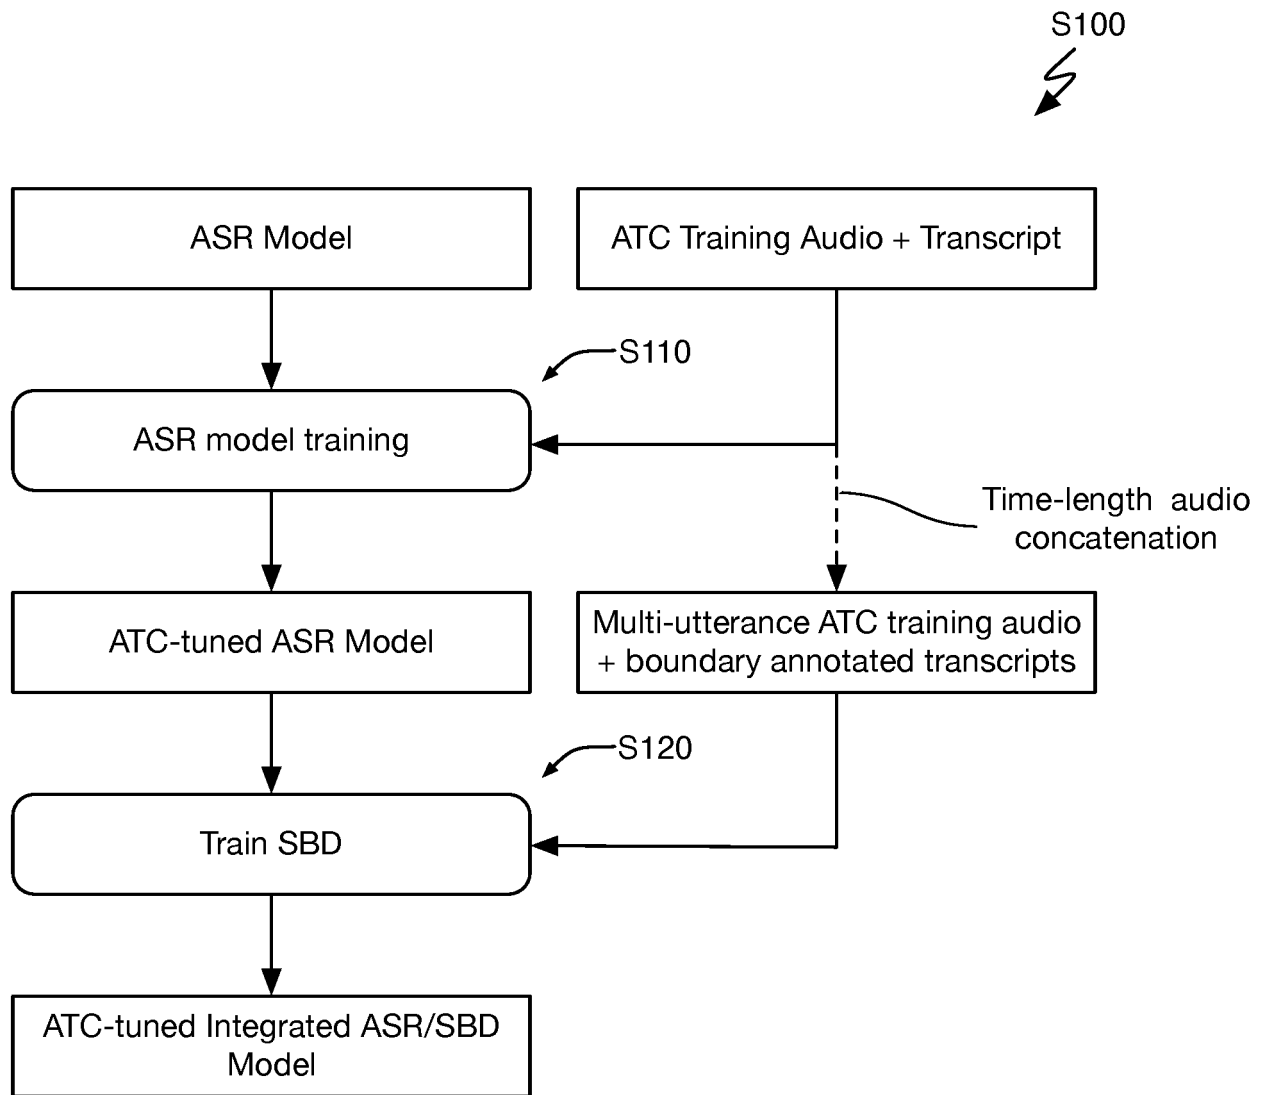 S100
ASR Model
ATC Training Audio + Transcript
S110
ASR model training
Time-length audio
concatenation
ATC-tuned ASR Model
Multi-utterance ATC training audio
+ boundary annotated transcripts
S120
Train SBD
ATC-tuned Integrated ASR/SBD
Model